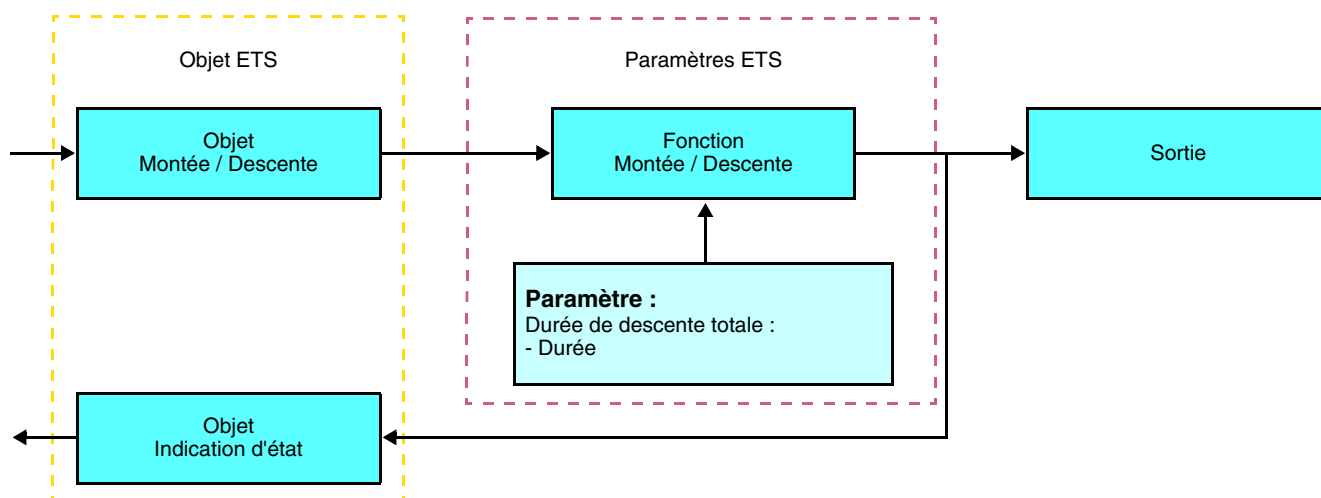 Objet ETS
Paramètres ETS
Objet
Montée / Descente
Fonction
Montée / Descente
Sortie
Paramètre :
Durée de descente totale :
- Durée
Objet
Indication d'état